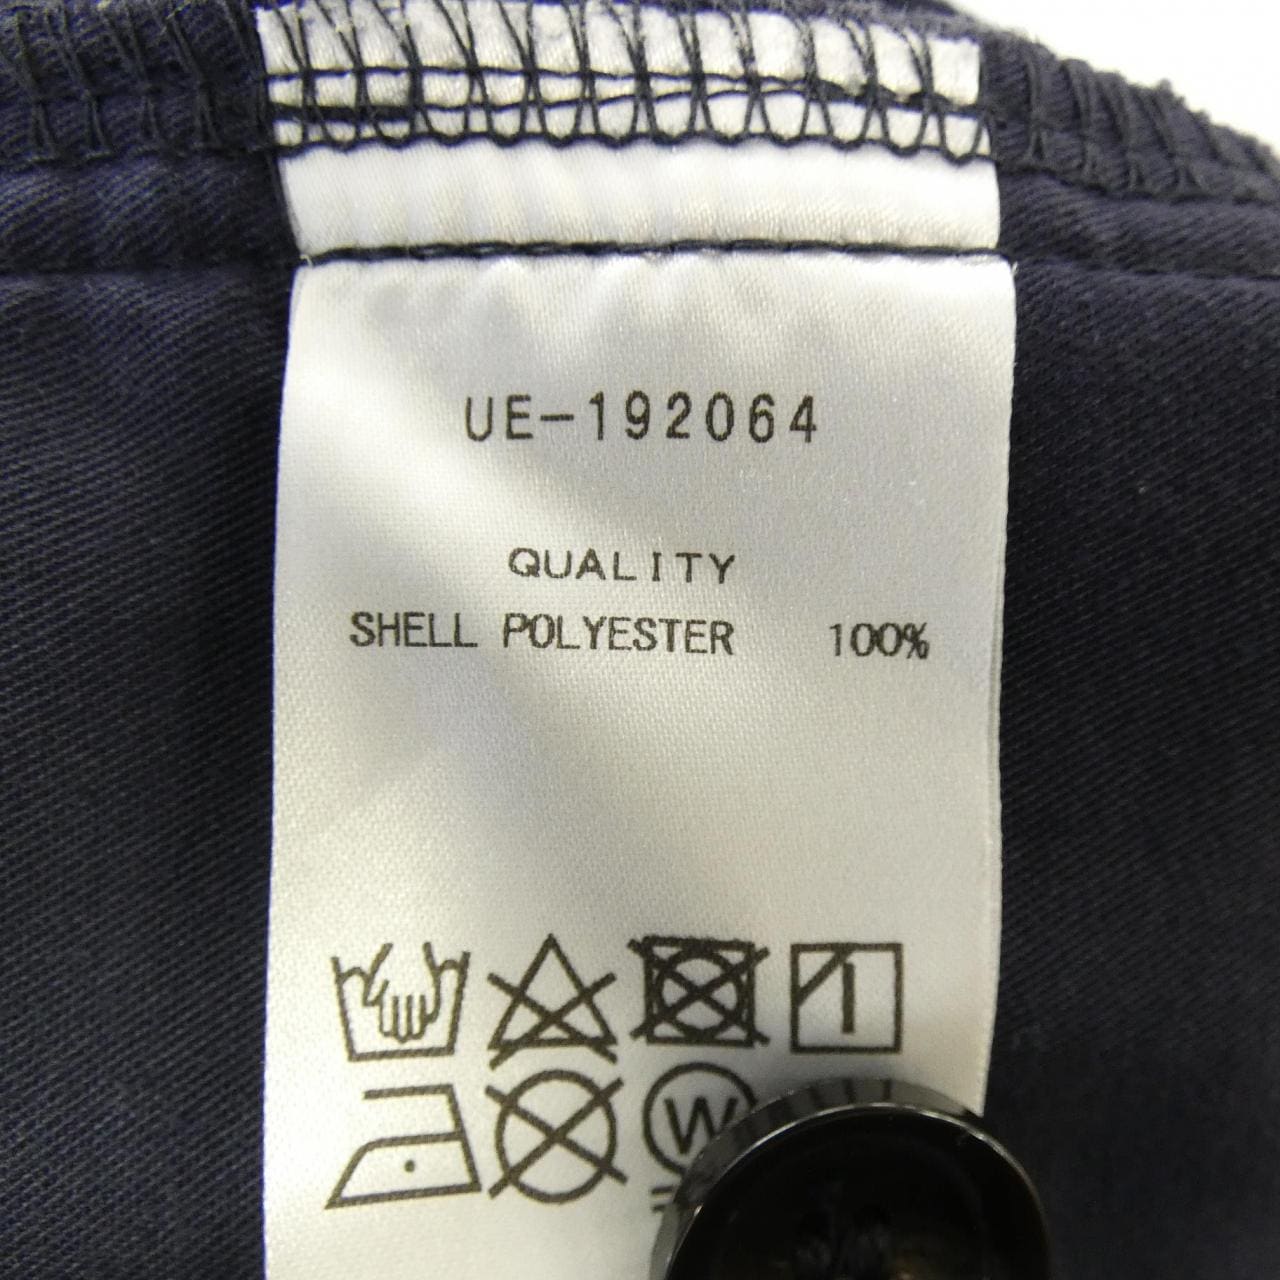 UE-192064
QUALITY
SHELL POLYESTER 100%
W